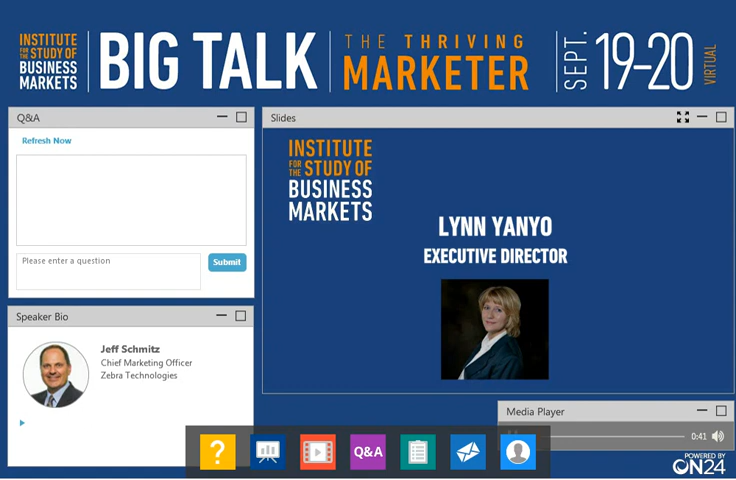 INSTITUTE
FOR THE STUDY OF
BUSINESS
MARKETS
BIG TALK
THE THRIVING
MARKETER
SEPT. 19–20 VIRTUAL
Q&A
Refresh Now
Please enter a question
Submit
Speaker Bio
Jeff Schmitz
Chief Marketing Officer
Zebra Technologies
Slides
INSTITUTE
FOR THE STUDY OF
BUSINESS
MARKETS
LYNN YANYO
EXECUTIVE DIRECTOR
Media Player
0:41
? Q&A
POWERED BY
ON24